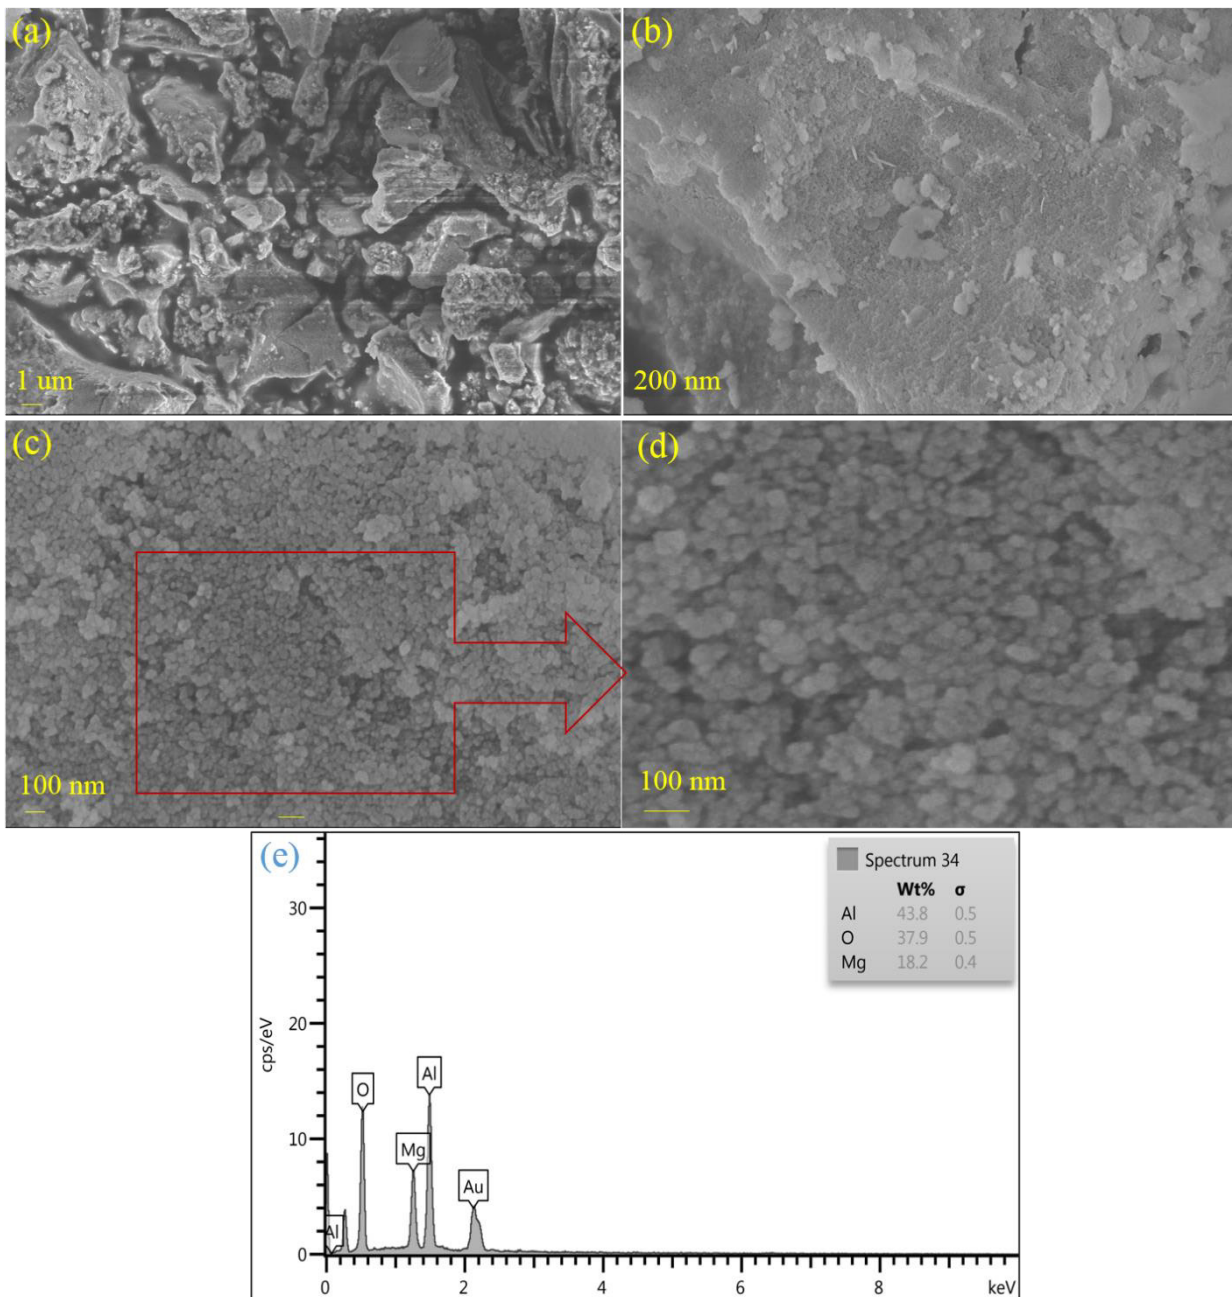 (a)
1 um
(b)
200 nm
(c)
100 nm
(d)
100 nm
(e)
Spectrum 34
Wt% σ
Al 43.8 0.5
O 37.9 0.5
Mg 18.2 0.4
cps/eV
30
20
10
0
Al
O
Mg
Al
Au
0 2 4 6 8 keV